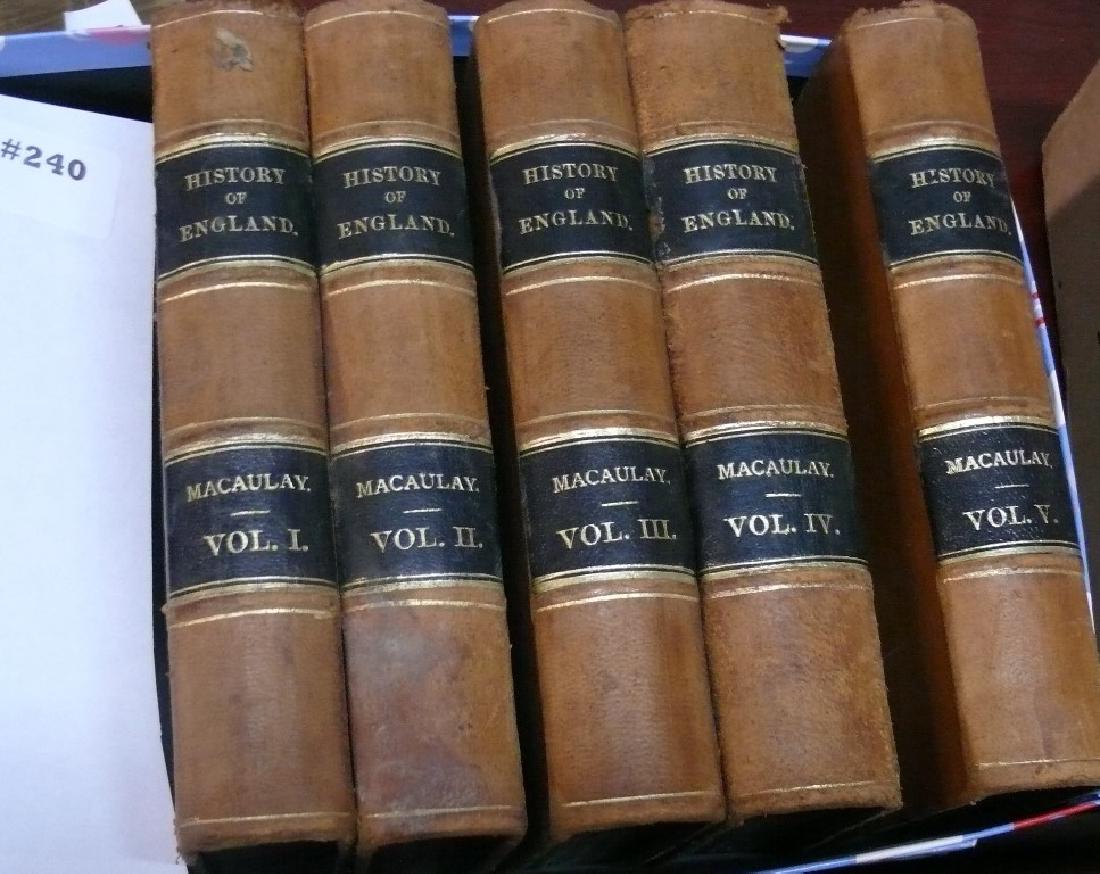 #240
HISTORY
OF
ENGLAND.
MACAULAY.
VOL. I.
HISTORY
OF
ENGLAND.
MACAULAY.
VOL. II.
HISTORY
OF
ENGLAND.
MACAULAY.
VOL. III.
HISTORY
OF
ENGLAND.
MACAULAY.
VOL. IV.
HISTORY
OF
ENGLAND.
MACAULAY.
VOL. V.